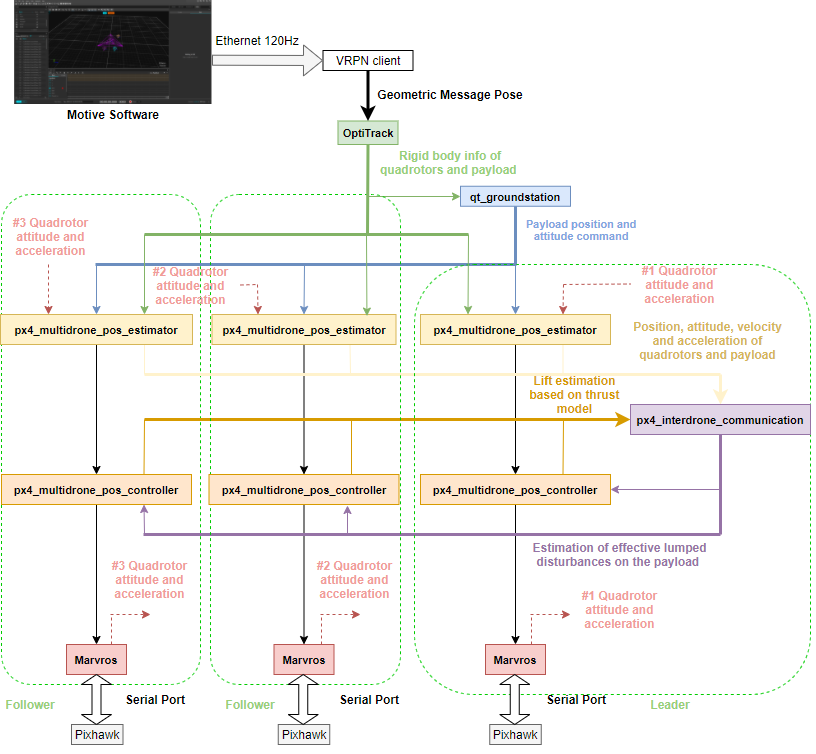 Ethernet 120Hz
VRPN client
Motive Software
Geometric Message Pose
OptiTrack
Rigid body info of
quadrotors and payload
qt_groundstation
Payload position and
attitude command
#3 Quadrotor
attitude and
acceleration
#2 Quadrotor
attitude and
acceleration
#1 Quadrotor
attitude and
acceleration
px4_multidrone_pos_estimator
px4_multidrone_pos_estimator
px4_multidrone_pos_estimator
Position, attitude, velocity
and acceleration of
quadrotors and payload
Lift estimation
based on thrust
model
px4_interdrone_communication
px4_multidrone_pos_controller
px4_multidrone_pos_controller
px4_multidrone_pos_controller
Estimation of effective lumped
disturbances on the payload
#3 Quadrotor
attitude and
acceleration
#2 Quadrotor
attitude and
acceleration
#1 Quadrotor
attitude and
acceleration
Marvros
Marvros
Marvros
Follower
Serial Port
Follower
Serial Port
Serial Port
Leader
Pixhawk
Pixhawk
Pixhawk